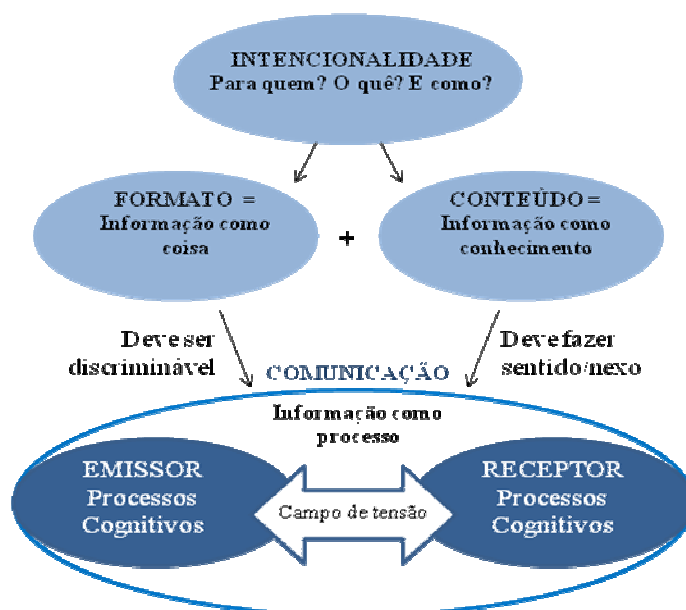 INTENCIONALIDADE
Para quem? O quê? E como?
FORMATO =
Informação como
coisa
+
CONTEÚDO =
Informação como
conhecimento
Deve ser
discriminável
Deve fazer
sentido/nexo
COMUNICAÇÃO
Informação como
processo
EMISSOR
Processos
Cognitivos
Campo de tensão
RECEPTOR
Processos
Cognitivos